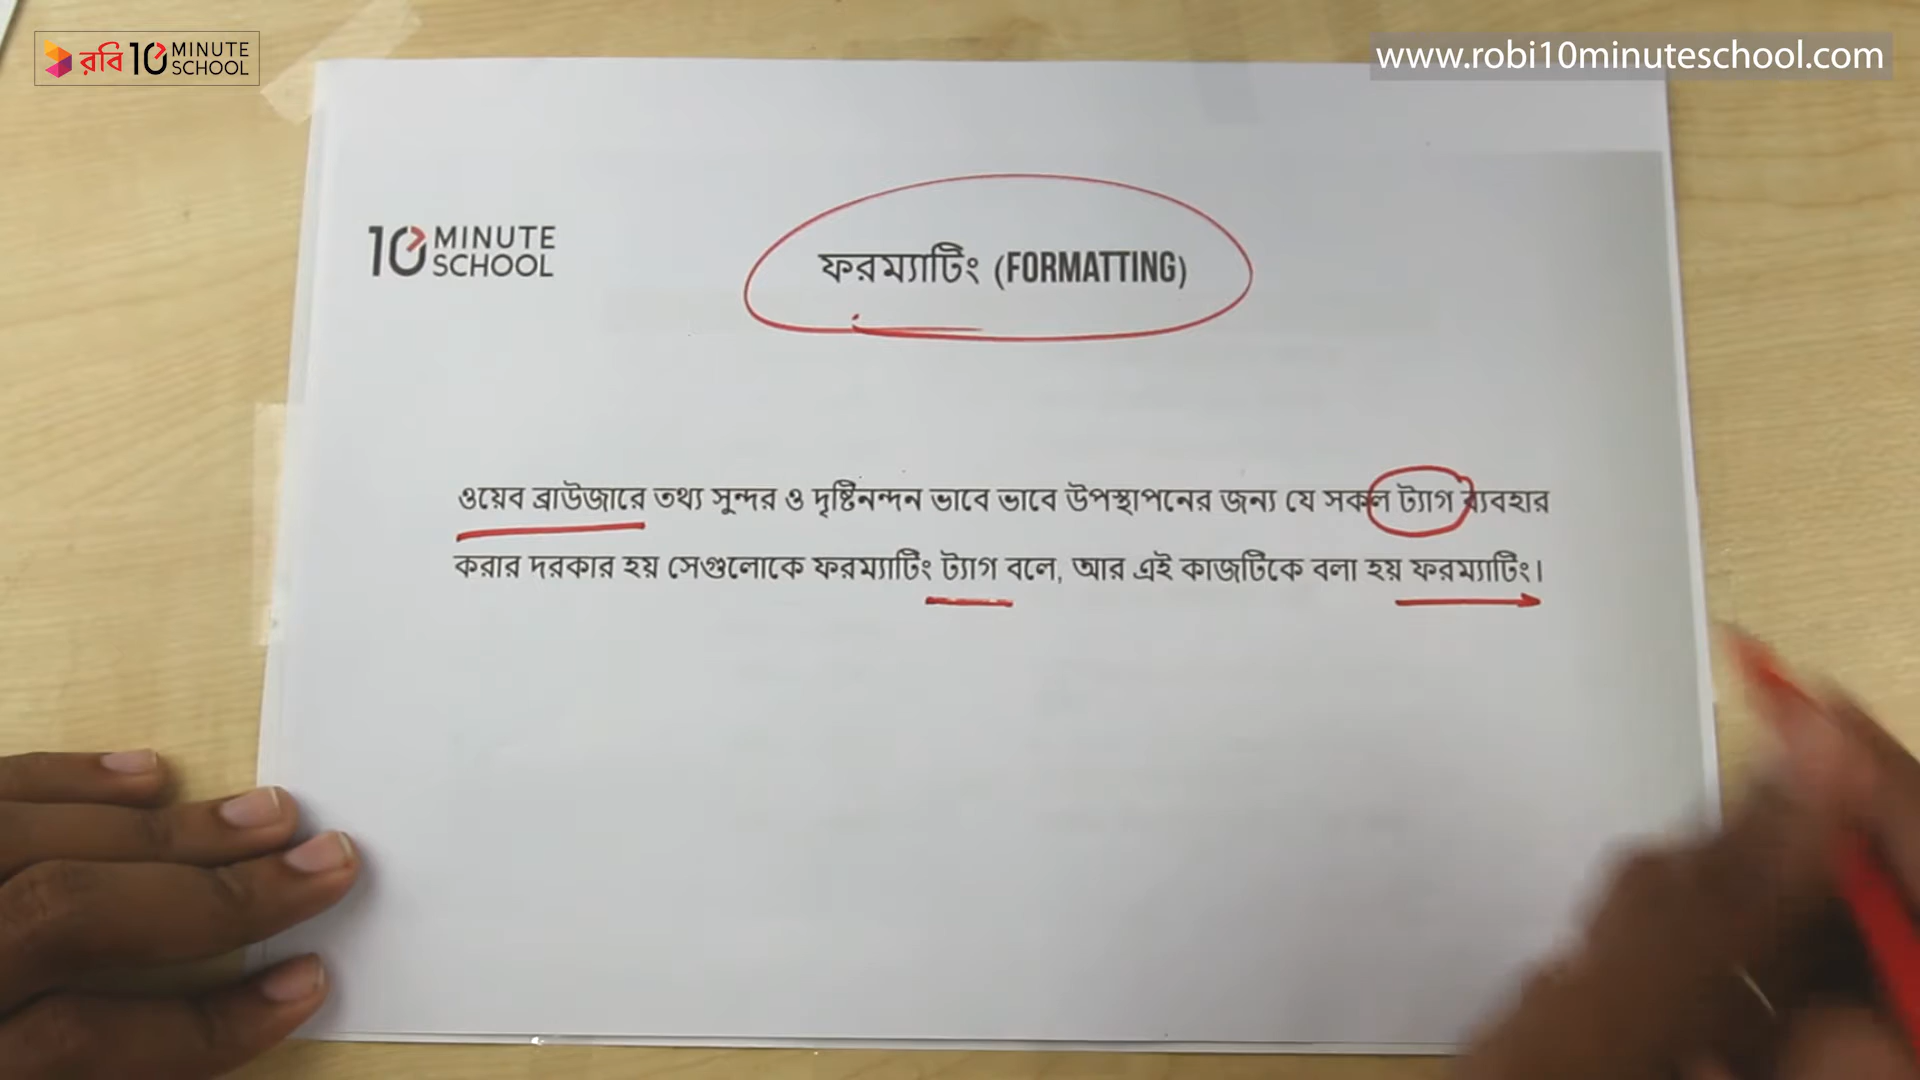 রবি 10 MINUTE SCHOOL
www.robi10minuteschool.com
10 MINUTE SCHOOL
ফরম্যাটিং (FORMATTING)
ওয়েব ব্রাউজারে তথ্য সুন্দর ও দৃষ্টিনন্দন ভাবে ভাবে উপস্থাপনের জন্য যে সকল ট্যাগ ব্যবহার
করার দরকার হয় সেগুলোকে ফরম্যাটিং ট্যাগ বলে, আর এই কাজটিকে বলা হয় ফরম্যাটিং।